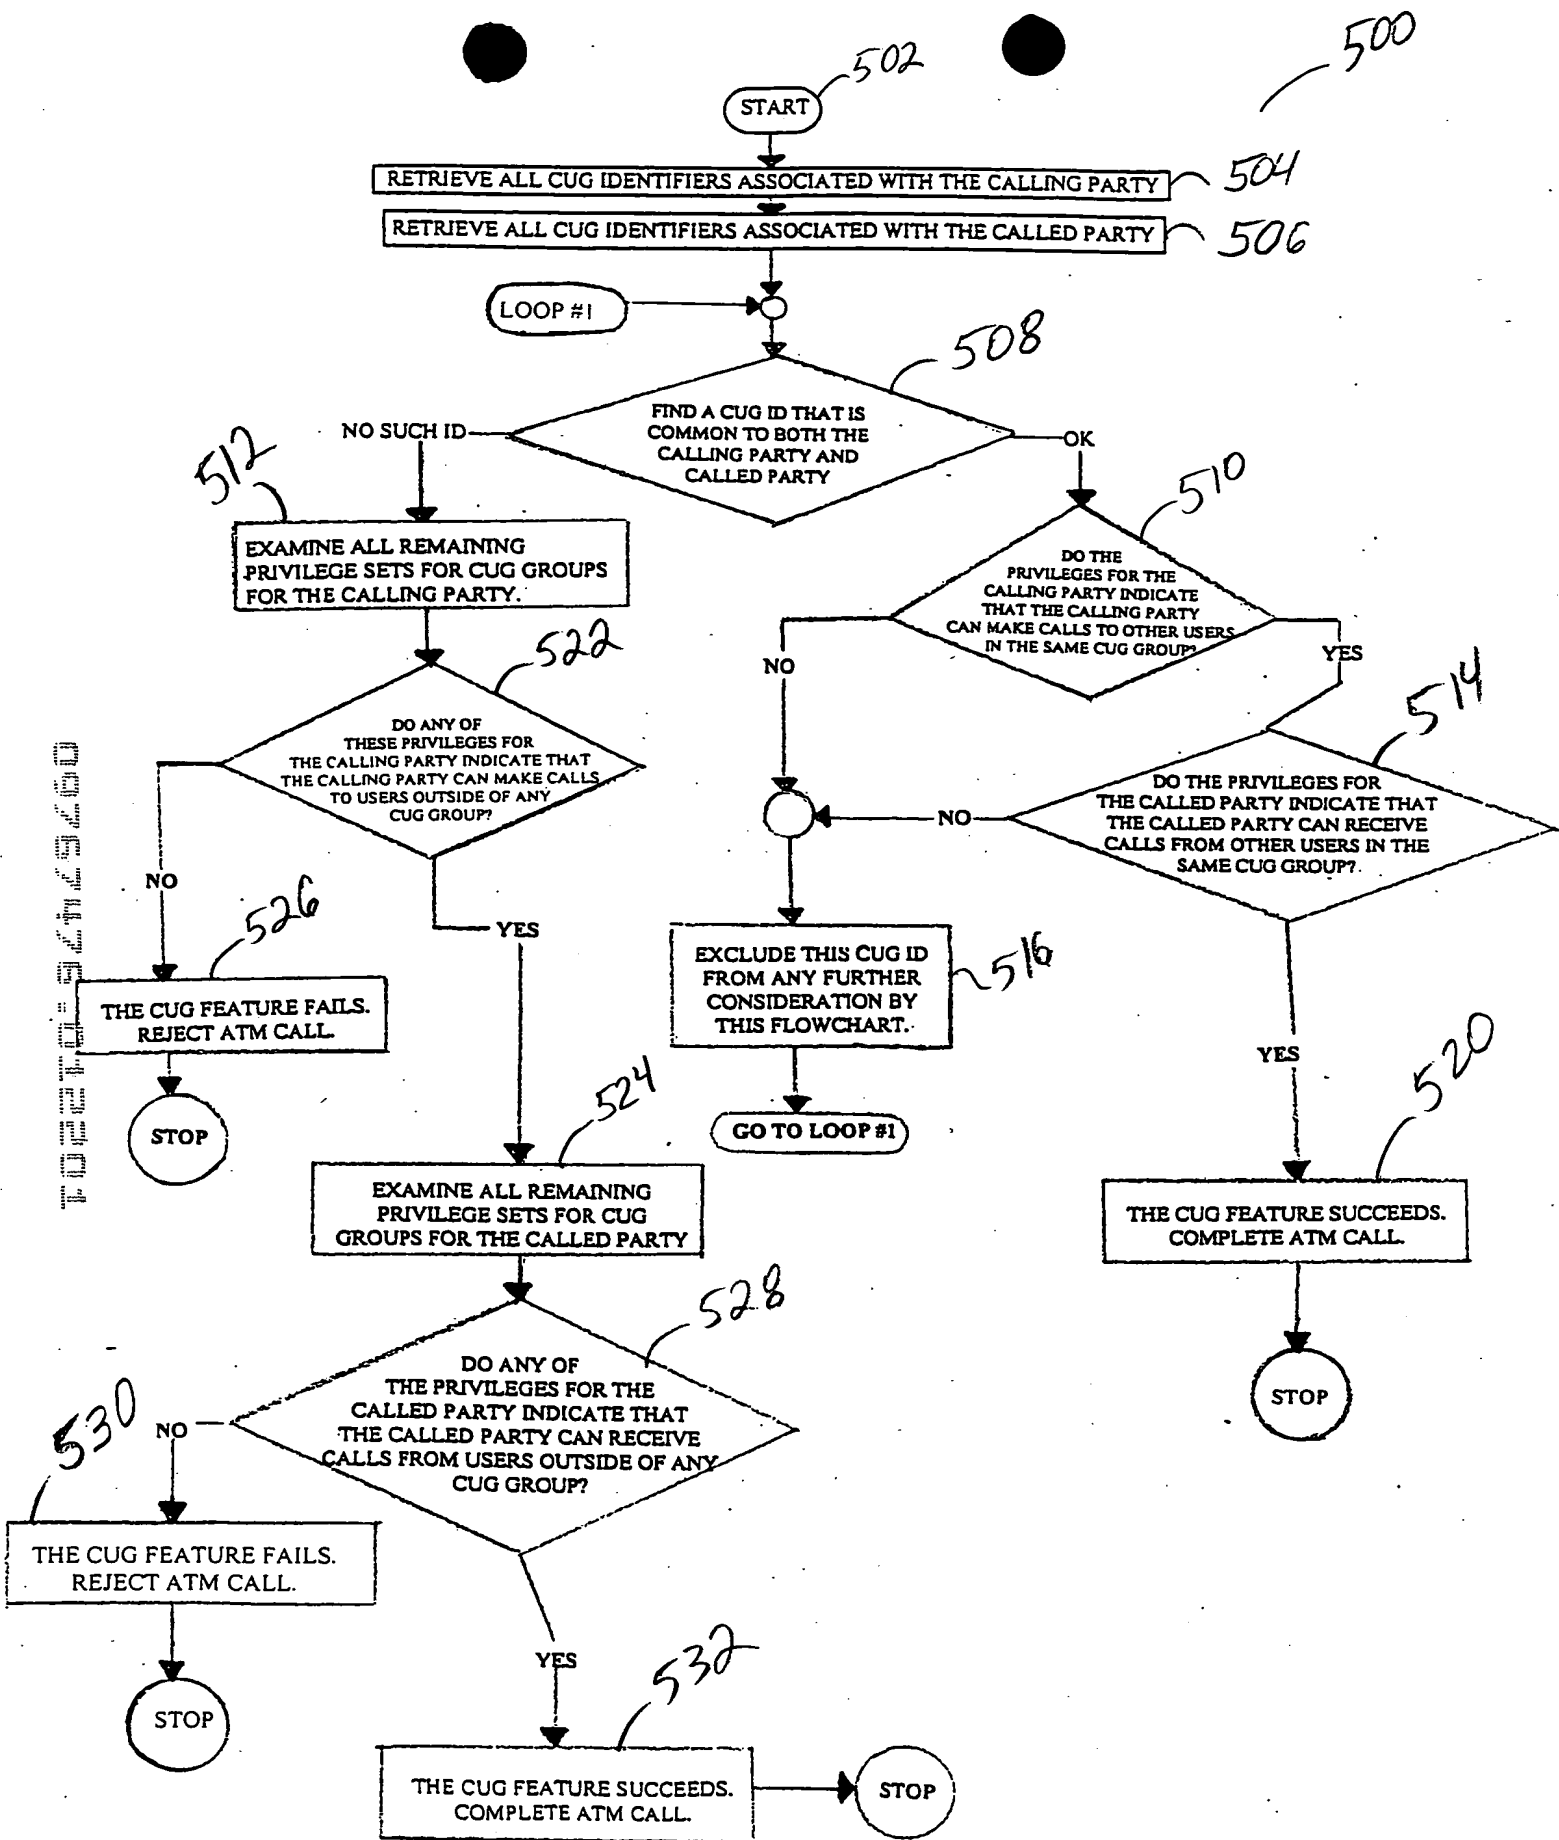 500
502
START
RETRIEVE ALL CUG IDENTIFIERS ASSOCIATED WITH THE CALLING PARTY
504
RETRIEVE ALL CUG IDENTIFIERS ASSOCIATED WITH THE CALLED PARTY
506
LOOP #1
508
FIND A CUG ID THAT IS
COMMON TO BOTH THE
CALLING PARTY AND
CALLED PARTY
NO SUCH ID
OK
512
EXAMINE ALL REMAINING
PRIVILEGE SETS FOR CUG GROUPS
FOR THE CALLING PARTY.
510
DO THE
PRIVILEGES FOR THE
CALLING PARTY INDICATE
THAT THE CALLING PARTY
CAN MAKE CALLS TO OTHER USERS
IN THE SAME CUG GROUP?
NO
YES
522
DO ANY OF
THESE PRIVILEGES FOR
THE CALLING PARTY INDICATE THAT
THE CALLING PARTY CAN MAKE CALLS
TO USERS OUTSIDE OF ANY
CUG GROUP?
514
DO THE PRIVILEGES FOR
THE CALLED PARTY INDICATE THAT
THE CALLED PARTY CAN RECEIVE
CALLS FROM OTHER USERS IN THE
SAME CUG GROUP?
NO
NO
YES
526
THE CUG FEATURE FAILS.
REJECT ATM CALL.
STOP
EXCLUDE THIS CUG ID
FROM ANY FURTHER
CONSIDERATION BY
THIS FLOWCHART.
516
GO TO LOOP #1
YES
520
THE CUG FEATURE SUCCEEDS.
COMPLETE ATM CALL.
STOP
524
EXAMINE ALL REMAINING
PRIVILEGE SETS FOR CUG
GROUPS FOR THE CALLED PARTY
528
DO ANY OF
THE PRIVILEGES FOR THE
CALLED PARTY INDICATE THAT
THE CALLED PARTY CAN RECEIVE
CALLS FROM USERS OUTSIDE OF ANY
CUG GROUP?
530
NO
THE CUG FEATURE FAILS.
REJECT ATM CALL.
STOP
YES
532
THE CUG FEATURE SUCCEEDS.
COMPLETE ATM CALL.
STOP
09767476.012201